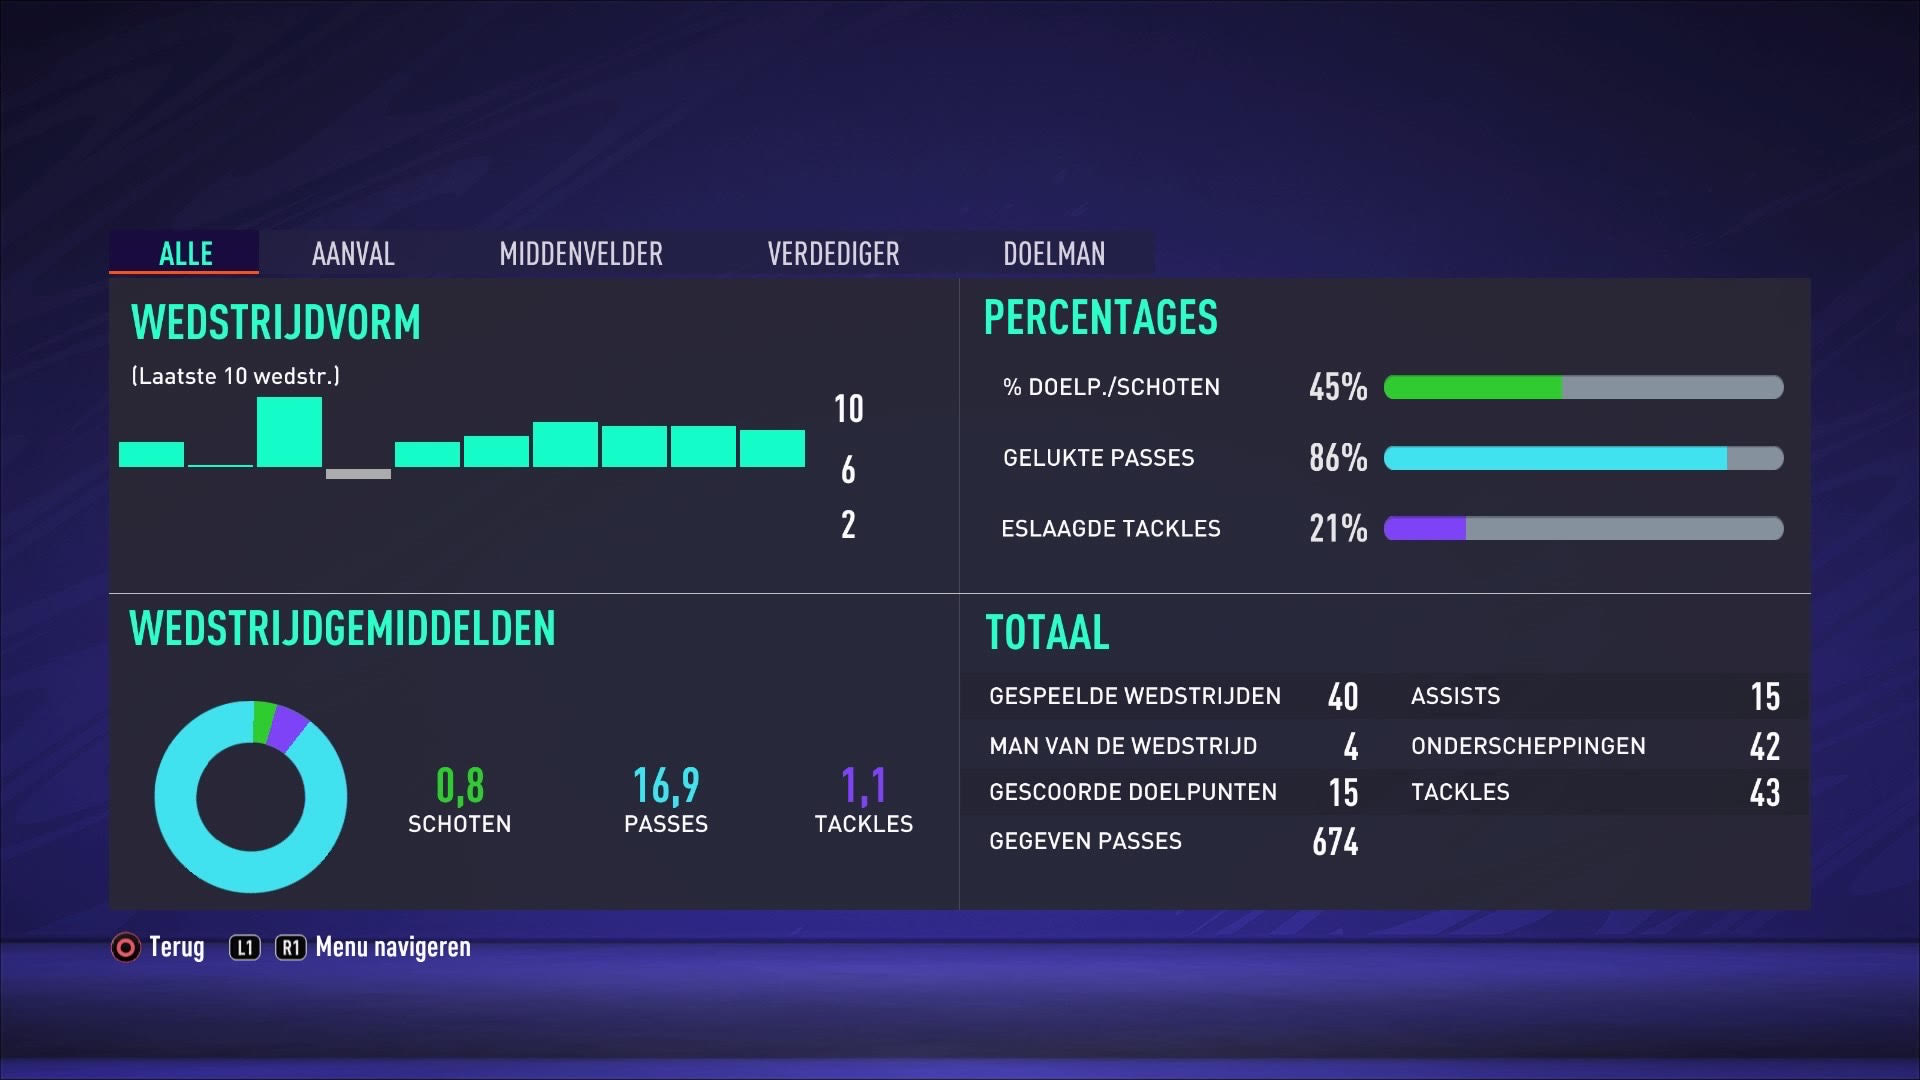 ALLE AANVAL MIDDENVELDER VERDEDIGER DOELMAN
WEDSTRIJDVORM
(Laatste 10 wedstr.)
10
6
2
PERCENTAGES
% DOELP./SCHOTEN 45%
GELUKTE PASSES 86%
ESLAAGDE TACKLES 21%
WEDSTRIJDGEMIDDELDEN
0,8 16,9 1,1
SCHOTEN PASSES TACKLES
TOTAAL
GESPEELDE WEDSTRIJDEN 40 ASSISTS 15
MAN VAN DE WEDSTRIJD 4 ONDERSCHEPPINGEN 42
GESCOORDE DOELPUNTEN 15 TACKLES 43
GEGEVEN PASSES 674
Terug L1 R1 Menu navigeren